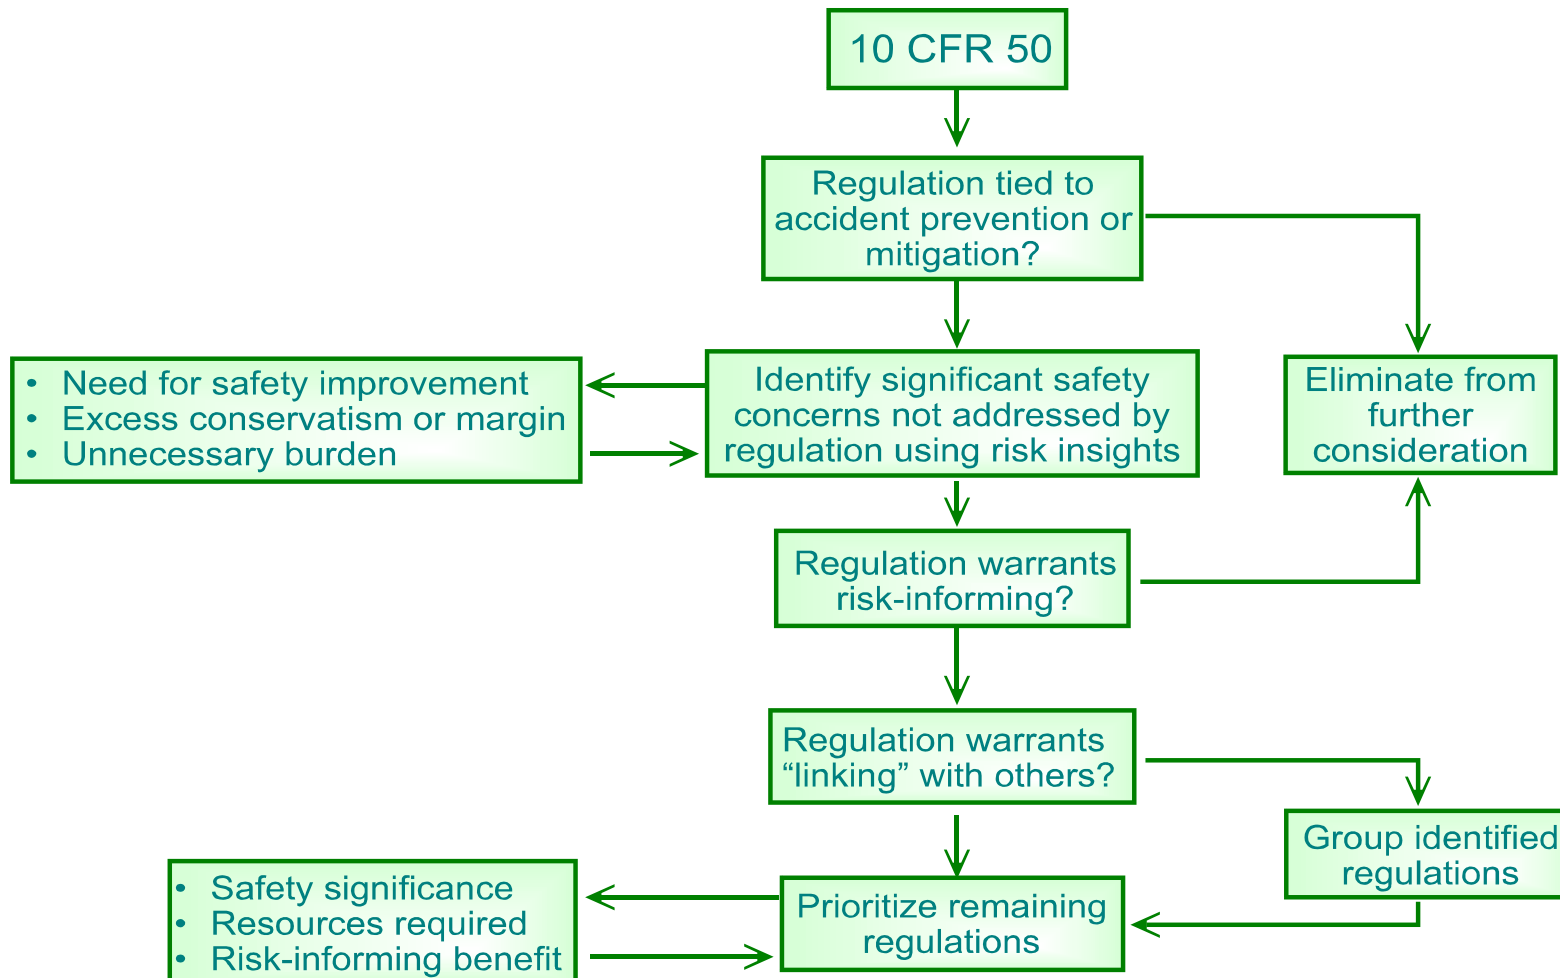 10 CFR 50
Regulation tied to
accident prevention or
mitigation?
• Need for safety improvement
• Excess conservatism or margin
• Unnecessary burden
Identify significant safety
concerns not addressed by
regulation using risk insights
Eliminate from
further
consideration
Regulation warrants
risk-informing?
Regulation warrants
“linking” with others?
Group identified
regulations
• Safety significance
• Resources required
• Risk-informing benefit
Prioritize remaining
regulations